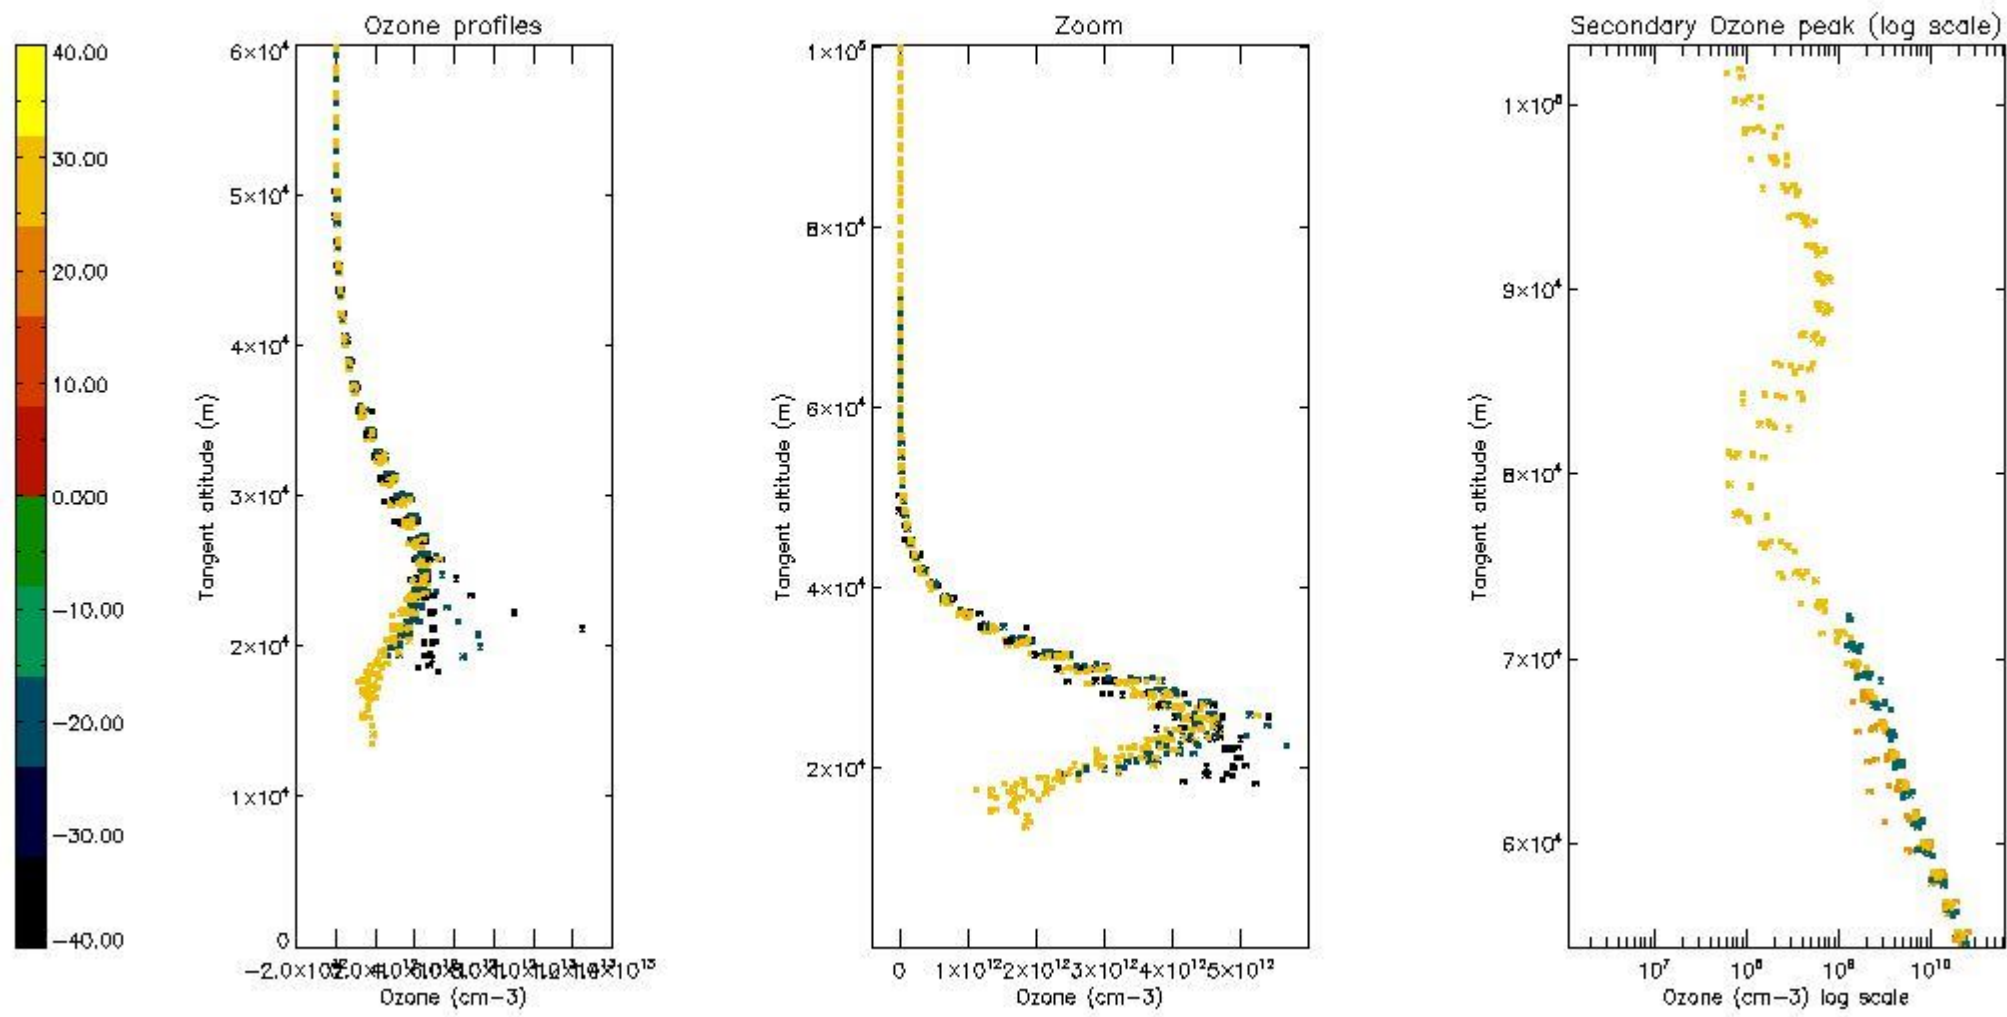 Ozone profiles
Zoom
Secondary Ozone peak (log scale)
40.00
30.00
20.00
10.00
−10.00
−20.00
−30.00
−40.00
6×10⁴
5×10⁴
4×10⁴
3×10⁴
2×10⁴
1×10⁴
0
Tangent altitude (m)
Ozone (cm−3)
1×10⁵
8×10⁴
6×10⁴
4×10⁴
2×10⁴
Tangent altitude (m)
0 1×10¹² 2×10¹² 3×10¹² 4×10¹² 5×10¹²
Ozone (cm−3)
9×10⁴
8×10⁴
7×10⁴
6×10⁴
Tangent altitude (m)
10⁷ 10⁸ 10⁹ 10¹⁰
Ozone (cm−3) log scale